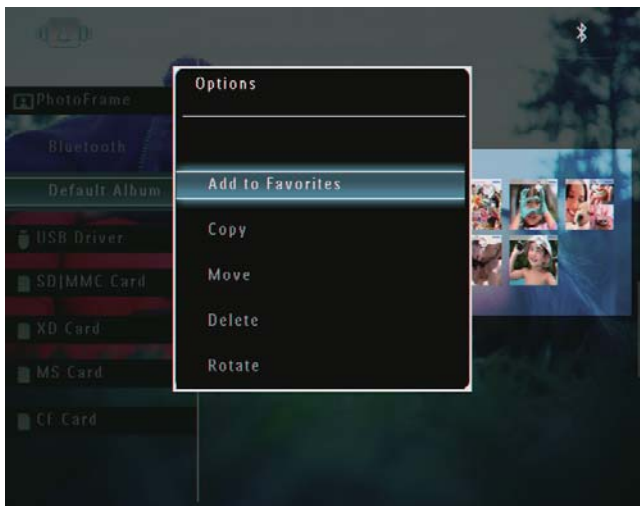 PhotoFrame
Bluetooth
Default Album
USB Driver
SD|MMC Card
XD Card
MS Card
CF Card
Options
Add to Favorites
Copy
Move
Delete
Rotate